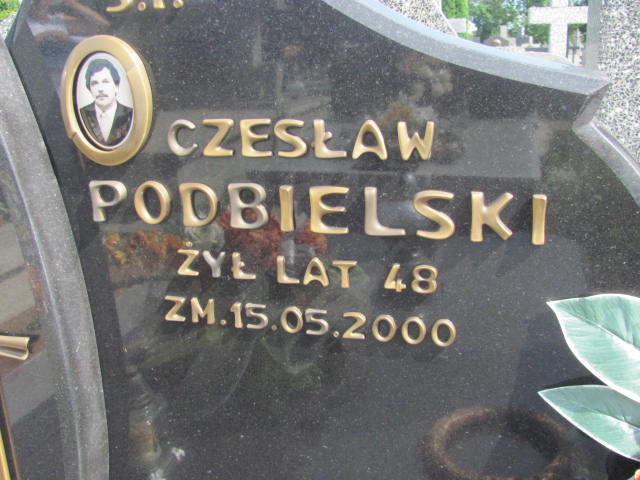 Ś.P.
CZESŁAW
PODBIELSKI
ŻYŁ LAT 48
ZM.15.05.2000